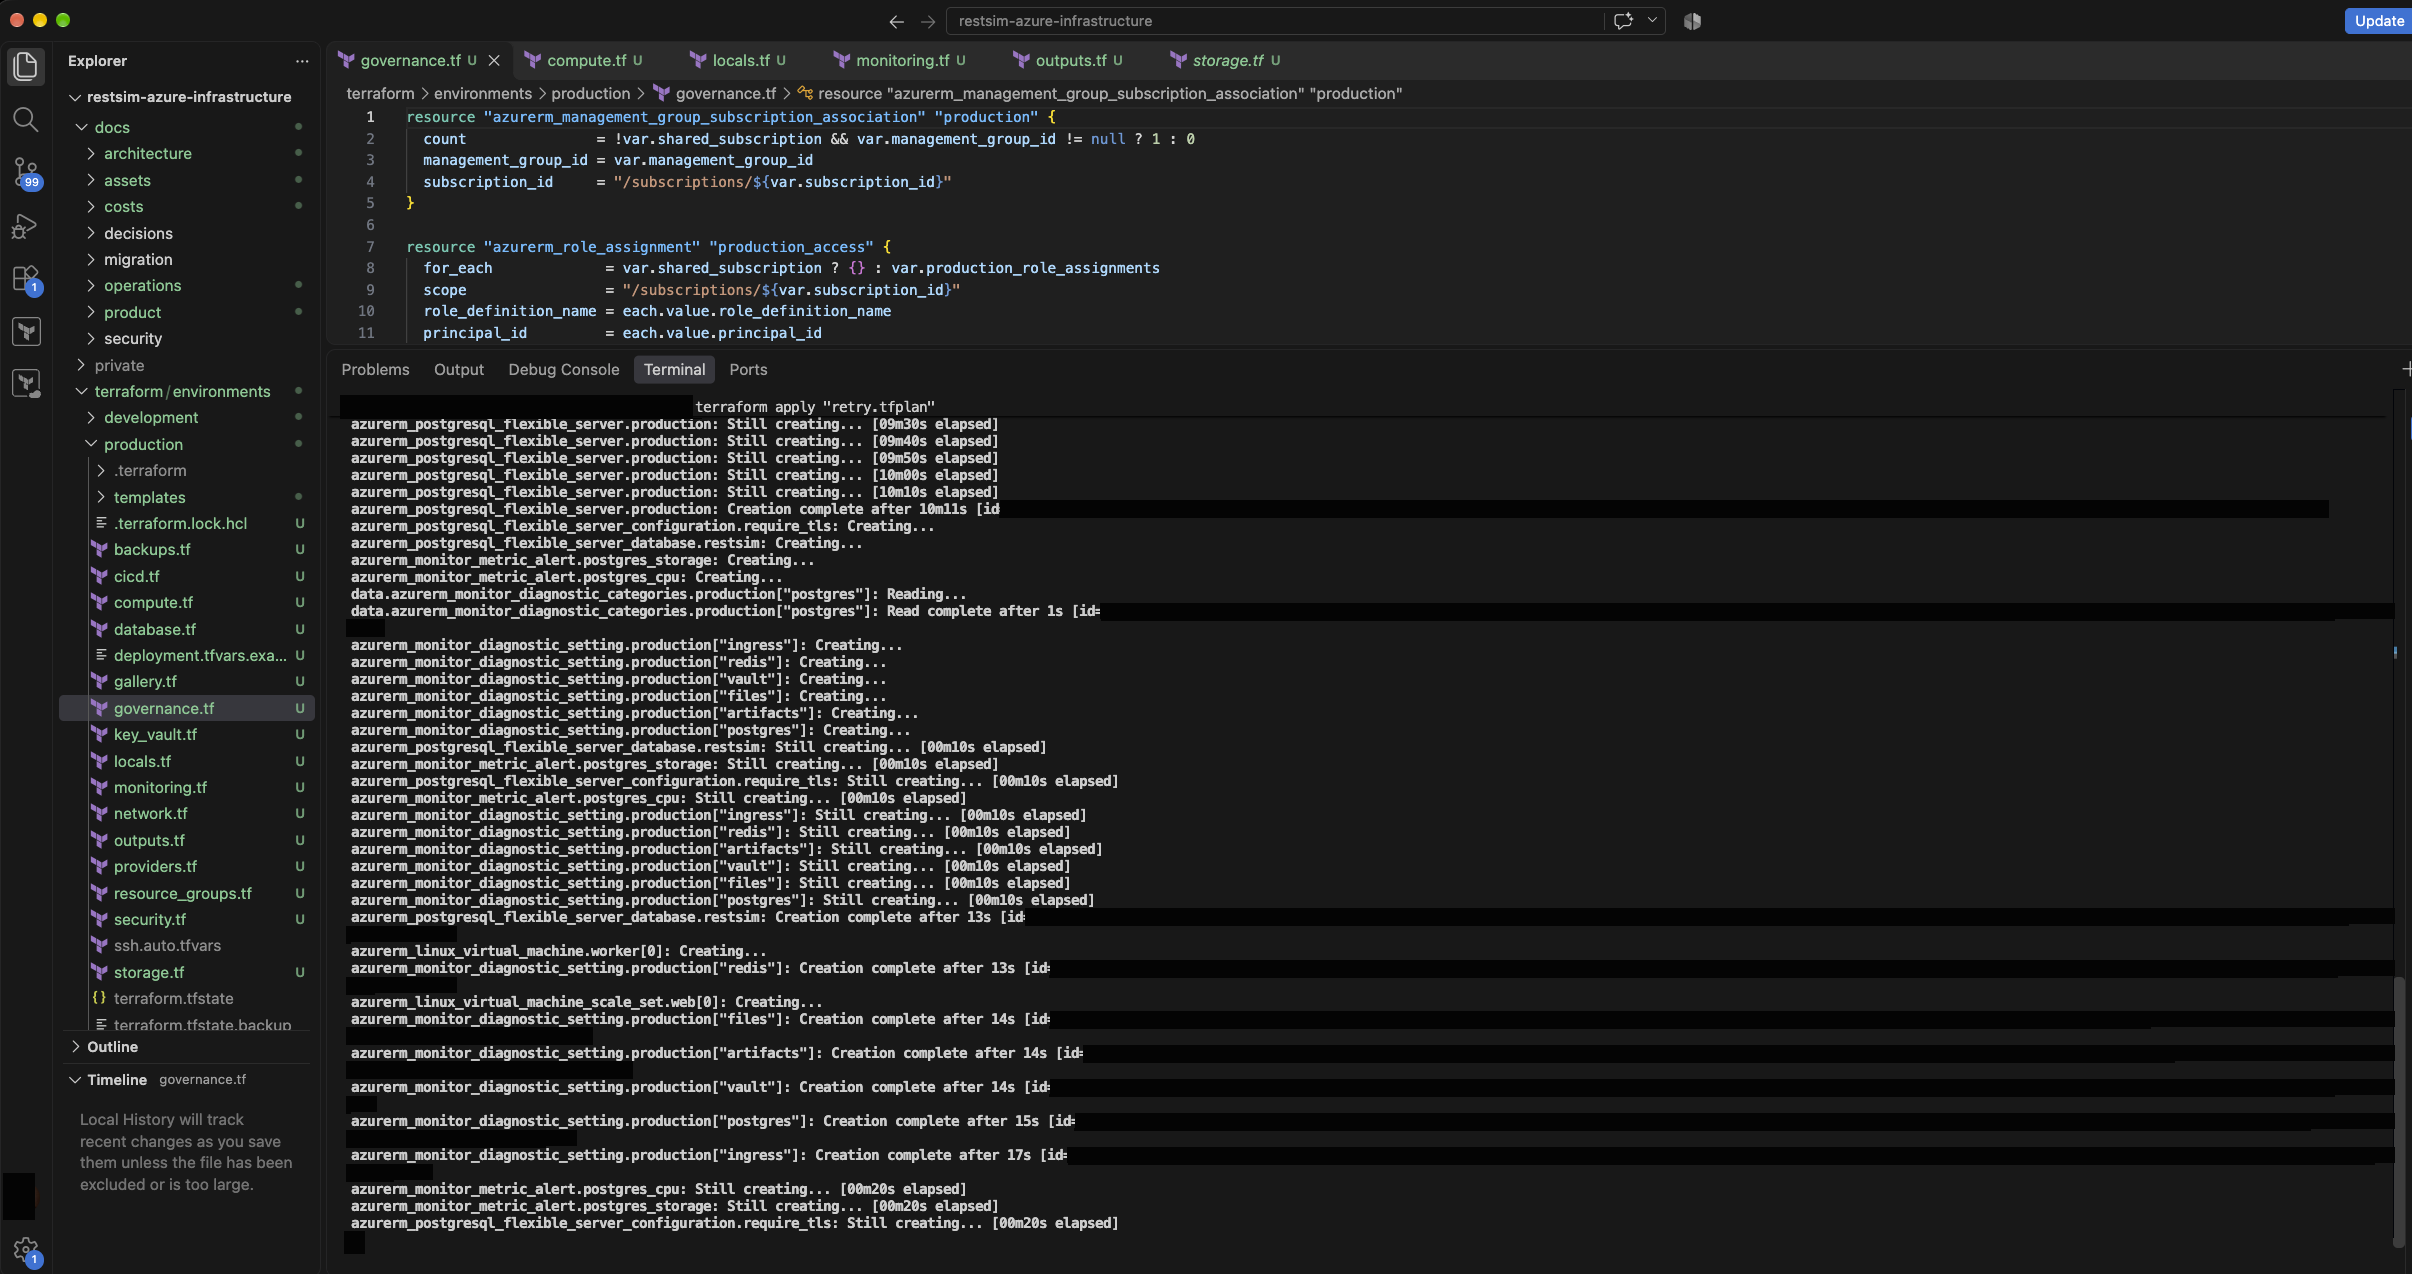 restsim-azure-infrastructure
Update
Explorer
restsim-azure-infrastructure
docs
architecture
assets
costs
decisions
migration
operations
product
security
private
terraform/environments
development
production
.terraform
templates
.terraform.lock.hcl U
backups.tf U
cicd.tf U
compute.tf U
database.tf U
deployment.tfvars.exa... U
gallery.tf U
governance.tf U
key_vault.tf U
locals.tf U
monitoring.tf U
network.tf U
outputs.tf U
providers.tf U
resource_groups.tf U
security.tf U
ssh.auto.tfvars
storage.tf U
{} terraform.tfstate
terraform.tfstate.backup
Outline
Timeline governance.tf
Local History will track
recent changes as you save
them unless the file has been
excluded or is too large.
99
1
1
governance.tf U compute.tf U locals.tf U monitoring.tf U outputs.tf U storage.tf U
terraform > environments > production > governance.tf > resource "azurerm_management_group_subscription_association" "production"
1 resource "azurerm_management_group_subscription_association" "production" {
2 count = !var.shared_subscription && var.management_group_id != null ? 1 : 0
3 management_group_id = var.management_group_id
4 subscription_id = "/subscriptions/${var.subscription_id}"
5 }
6
7 resource "azurerm_role_assignment" "production_access" {
8 for_each = var.shared_subscription ? {} : var.production_role_assignments
9 scope = "/subscriptions/${var.subscription_id}"
10 role_definition_name = each.value.role_definition_name
11 principal_id = each.value.principal_id
Problems Output Debug Console Terminal Ports
terraform apply "retry.tfplan"
azurerm_postgresql_flexible_server.production: Still creating... [09m30s elapsed]
azurerm_postgresql_flexible_server.production: Still creating... [09m40s elapsed]
azurerm_postgresql_flexible_server.production: Still creating... [09m50s elapsed]
azurerm_postgresql_flexible_server.production: Still creating... [10m00s elapsed]
azurerm_postgresql_flexible_server.production: Still creating... [10m10s elapsed]
azurerm_postgresql_flexible_server.production: Creation complete after 10m11s [id
azurerm_postgresql_flexible_server_configuration.require_tls: Creating...
azurerm_postgresql_flexible_server_database.restsim: Creating...
azurerm_monitor_metric_alert.postgres_storage: Creating...
azurerm_monitor_metric_alert.postgres_cpu: Creating...
data.azurerm_monitor_diagnostic_categories.production["postgres"]: Reading...
data.azurerm_monitor_diagnostic_categories.production["postgres"]: Read complete after 1s [id=
azurerm_monitor_diagnostic_setting.production["ingress"]: Creating...
azurerm_monitor_diagnostic_setting.production["redis"]: Creating...
azurerm_monitor_diagnostic_setting.production["vault"]: Creating...
azurerm_monitor_diagnostic_setting.production["files"]: Creating...
azurerm_monitor_diagnostic_setting.production["artifacts"]: Creating...
azurerm_monitor_diagnostic_setting.production["postgres"]: Creating...
azurerm_postgresql_flexible_server_database.restsim: Still creating... [00m10s elapsed]
azurerm_monitor_metric_alert.postgres_storage: Still creating... [00m10s elapsed]
azurerm_postgresql_flexible_server_configuration.require_tls: Still creating... [00m10s elapsed]
azurerm_monitor_metric_alert.postgres_cpu: Still creating... [00m10s elapsed]
azurerm_monitor_diagnostic_setting.production["ingress"]: Still creating... [00m10s elapsed]
azurerm_monitor_diagnostic_setting.production["redis"]: Still creating... [00m10s elapsed]
azurerm_monitor_diagnostic_setting.production["artifacts"]: Still creating... [00m10s elapsed]
azurerm_monitor_diagnostic_setting.production["vault"]: Still creating... [00m10s elapsed]
azurerm_monitor_diagnostic_setting.production["files"]: Still creating... [00m10s elapsed]
azurerm_monitor_diagnostic_setting.production["postgres"]: Still creating... [00m10s elapsed]
azurerm_postgresql_flexible_server_database.restsim: Creation complete after 13s [id=
azurerm_linux_virtual_machine.worker[0]: Creating...
azurerm_monitor_diagnostic_setting.production["redis"]: Creation complete after 13s [id=
azurerm_linux_virtual_machine_scale_set.web[0]: Creating...
azurerm_monitor_diagnostic_setting.production["files"]: Creation complete after 14s [id=
azurerm_monitor_diagnostic_setting.production["artifacts"]: Creation complete after 14s [id=
azurerm_monitor_diagnostic_setting.production["vault"]: Creation complete after 14s [id=
azurerm_monitor_diagnostic_setting.production["postgres"]: Creation complete after 15s [id=
azurerm_monitor_diagnostic_setting.production["ingress"]: Creation complete after 17s [id=
azurerm_monitor_metric_alert.postgres_cpu: Still creating... [00m20s elapsed]
azurerm_monitor_metric_alert.postgres_storage: Still creating... [00m20s elapsed]
azurerm_postgresql_flexible_server_configuration.require_tls: Still creating... [00m20s elapsed]